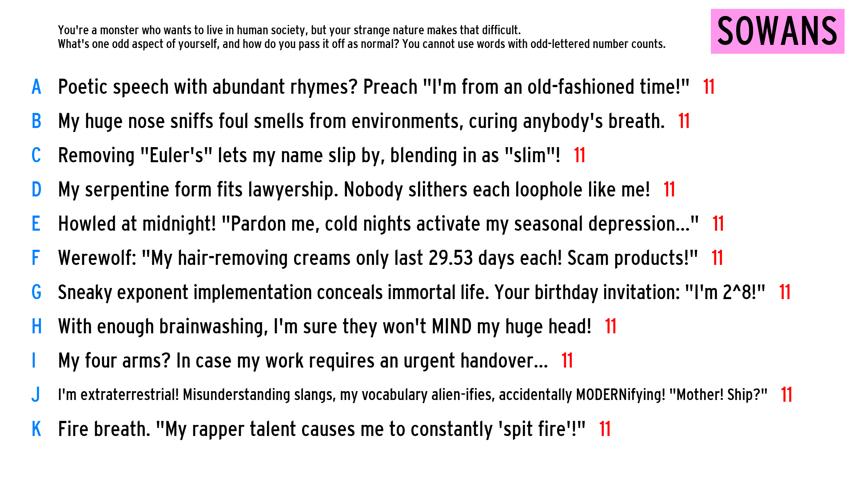 You're a monster who wants to live in human society, but your strange nature makes that difficult.
What's one odd aspect of yourself, and how do you pass it off as normal? You cannot use words with odd-lettered number counts.
SOWANS
A Poetic speech with abundant rhymes? Preach "I'm from an old-fashioned time!" 11
B My huge nose sniffs foul smells from environments, curing anybody's breath. 11
C Removing "Euler's" lets my name slip by, blending in as "slim"! 11
D My serpentine form fits lawyership. Nobody slithers each loophole like me! 11
E Howled at midnight! "Pardon me, cold nights activate my seasonal depression..." 11
F Werewolf: "My hair-removing creams only last 29.53 days each! Scam products!" 11
G Sneaky exponent implementation conceals immortal life. Your birthday invitation: "I'm 2^8!" 11
H With enough brainwashing, I'm sure they won't MIND my huge head! 11
I My four arms? In case my work requires an urgent handover... 11
J I'm extraterrestrial! Misunderstanding slangs, my vocabulary alien-ifies, accidentally MODERNifying! "Mother! Ship?" 11
K Fire breath. "My rapper talent causes me to constantly 'spit fire'!" 11